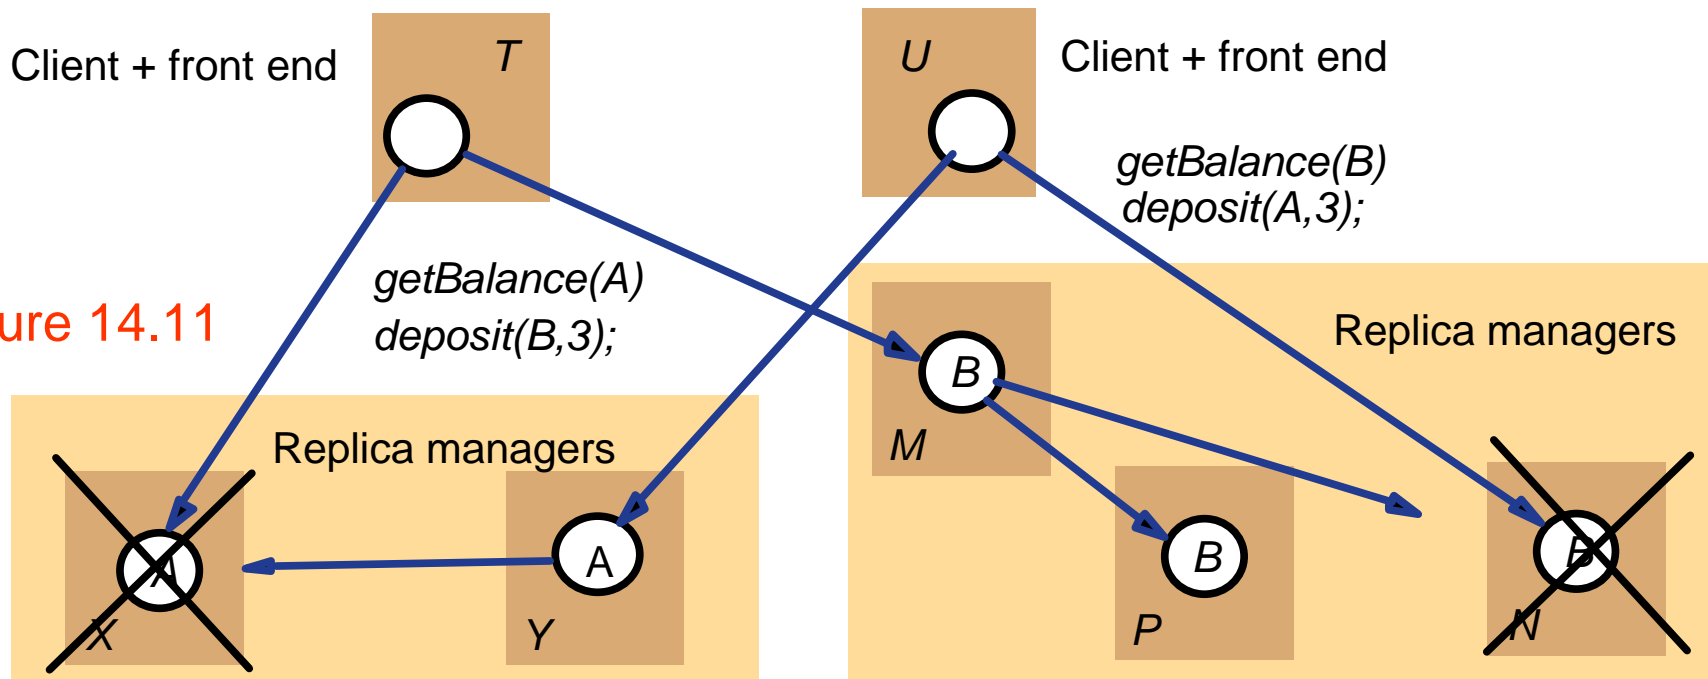 Client + front end
T
U
Client + front end
getBalance(B)
deposit(A,3);
getBalance(A)
deposit(B,3);
ure 14.11
Replica managers
B
M
Replica managers
A
X
A
Y
B
P
B
N